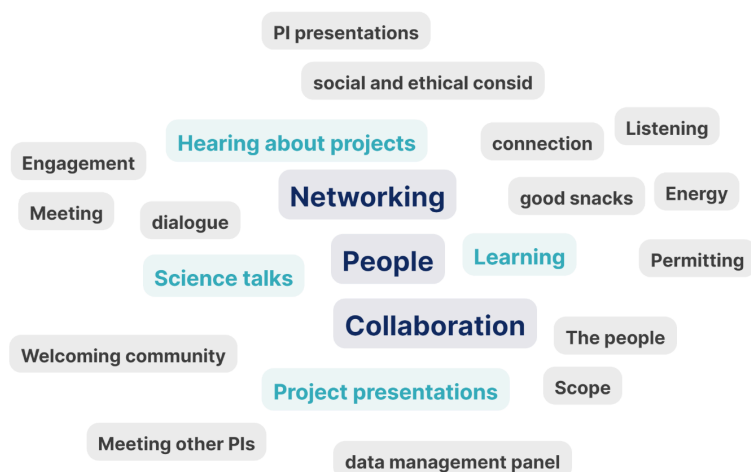 PI presentations
social and ethical consid
Hearing about projects
connection
Listening
Engagement
Networking
good snacks
Energy
Meeting
dialogue
People
Learning
Permitting
Science talks
Collaboration
The people
Welcoming community
Project presentations
Scope
Meeting other PIs
data management panel